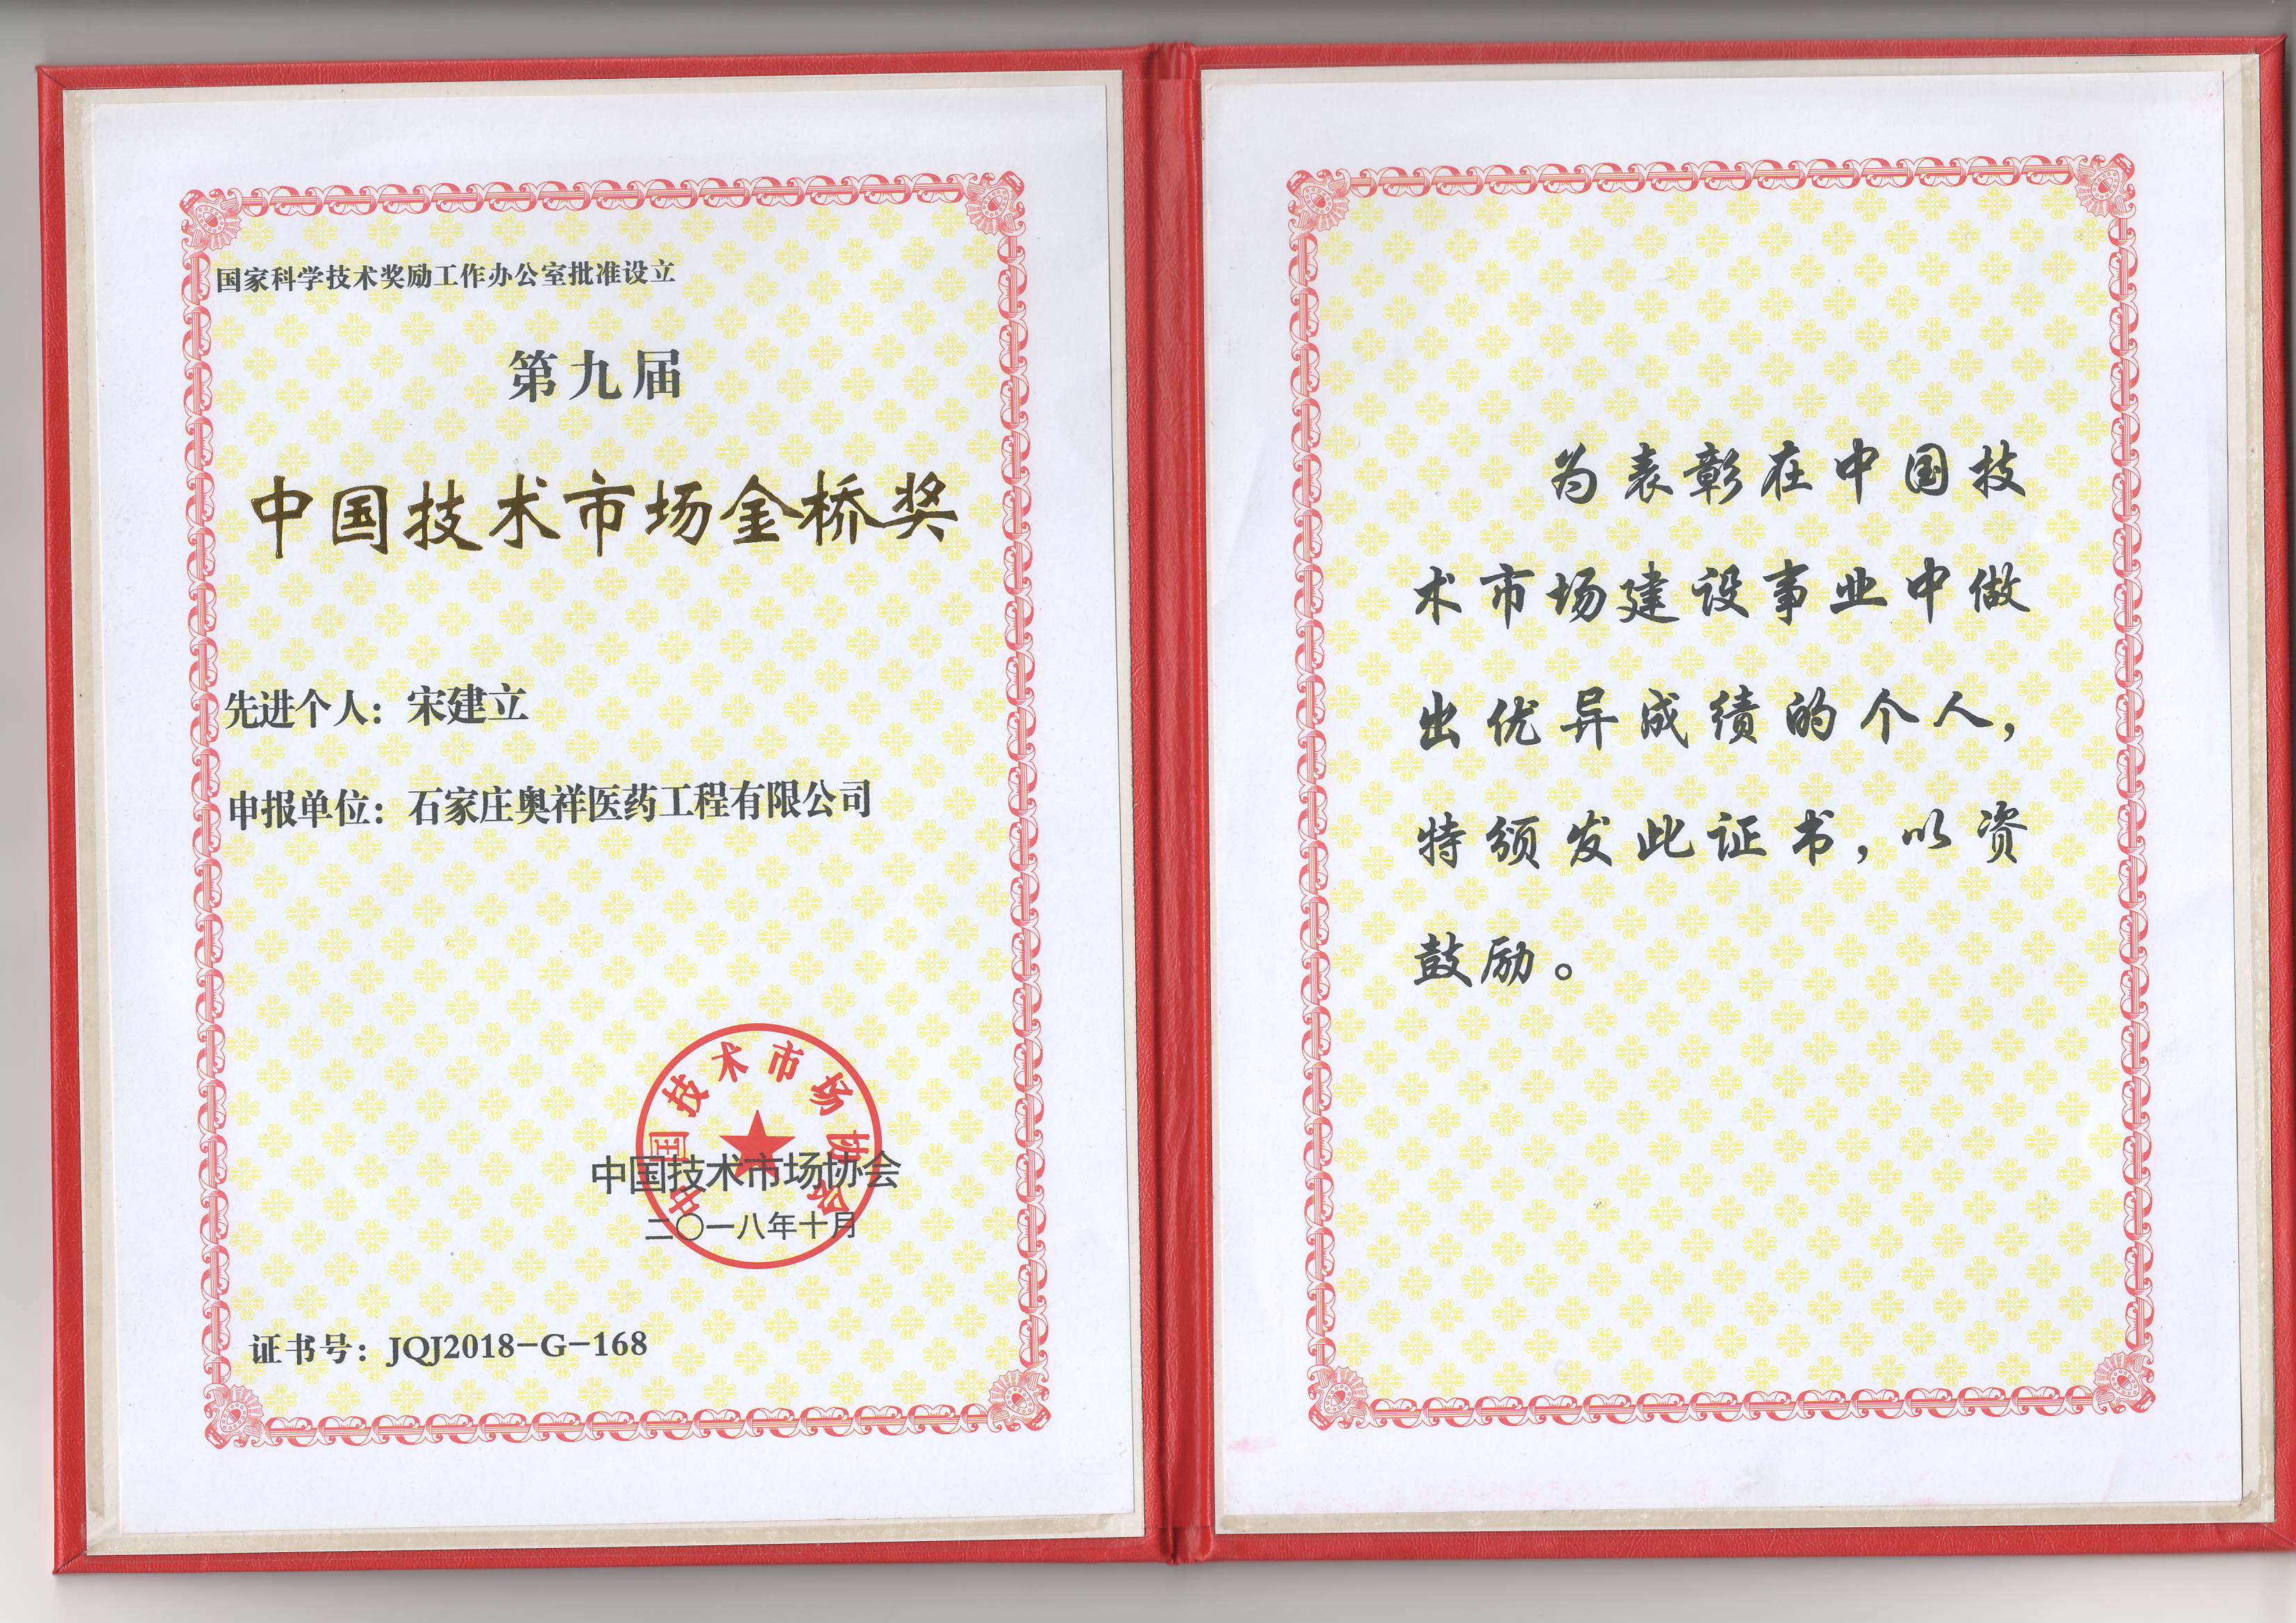 国家科学技术奖励工作办公室批准设立
第九届
中国技术市场金桥奖
先进个人：宋建立
申报单位：石家庄奥祥医药工程有限公司
中国技术市场协会
中国技术市场协会
二〇一八年十月
证书号：JQJ2018-G-168
为表彰在中国技
术市场建设事业中做
出优异成绩的个人，
特颁发此证书，以资
鼓励。